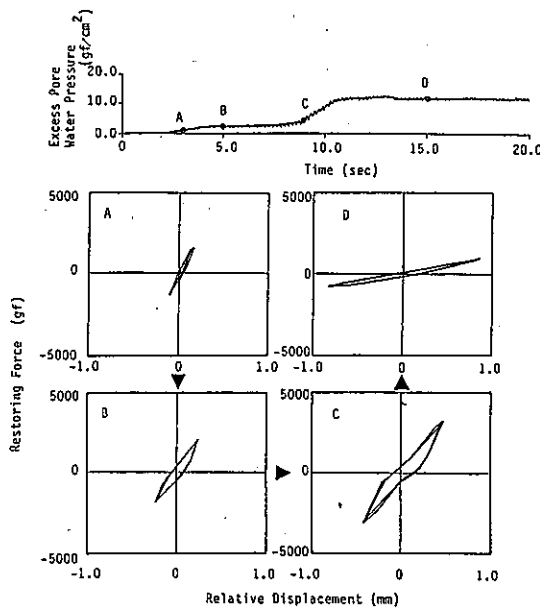 Excess Pore
Water Pressure
(gf/cm²)
20.0
10.0
0.0
A
B
C
D
0
5.0
10.0
15.0
20.0
Time (sec)
Restoring Force (gf)
5000
0
-5000
A
-1.0
0
1.0
5000
0
-5000
D
-1.0
0
1.0
5000
0
-5000
B
-1.0
0
1.0
5000
0
-5000
C
-1.0
0
1.0
Relative Displacement (mm)